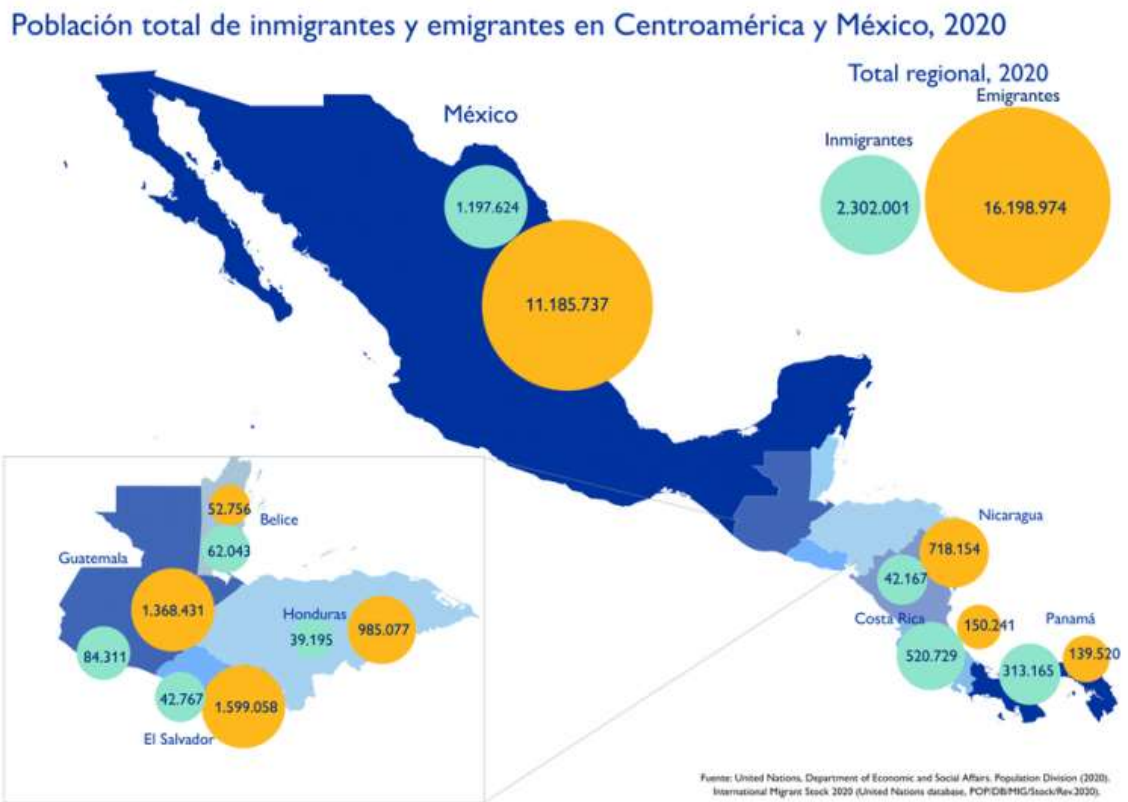 Población total de inmigrantes y emigrantes en Centroamérica y México, 2020
Total regional, 2020
Emigrantes
Inmigrantes
2.302.001
16.198.974
México
1.197.624
11.185.737
Nicaragua
718.154
42.167
Costa Rica
150.241
520.729
Panamá
139.520
313.165
52.756
Belice
62.043
Guatemala
1.368.431
84.311
Honduras
39.195
985.077
42.767
1.599.058
El Salvador
Fuente: United Nations, Department of Economic and Social Affairs. Population Division (2020).
International Migrant Stock 2020 (United Nations database, POP/DB/MIG/Stock/Rev.2020).